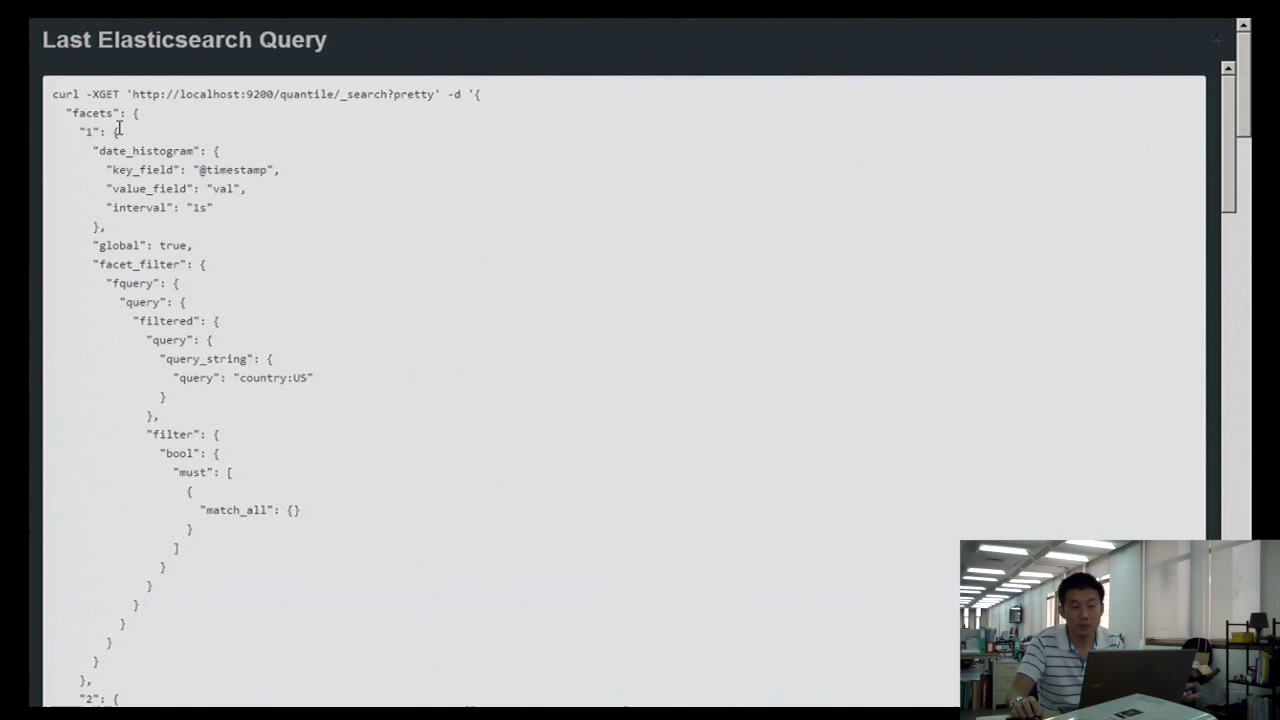 Last Elasticsearch Query
curl -XGET 'http://localhost:9200/quantile/_search?pretty' -d '{
"facets": {
"1": {
"date_histogram": {
"key_field": "@timestamp",
"value_field": "val",
"interval": "1s"
},
"global": true,
"facet_filter": {
"fquery": {
"query": {
"filtered": {
"query": {
"query_string": {
"query": "country:US"
}
},
"filter": {
"bool": {
"must": [
{
"match_all": {}
}
]
}
}
}
}
}
}
},
"2": {